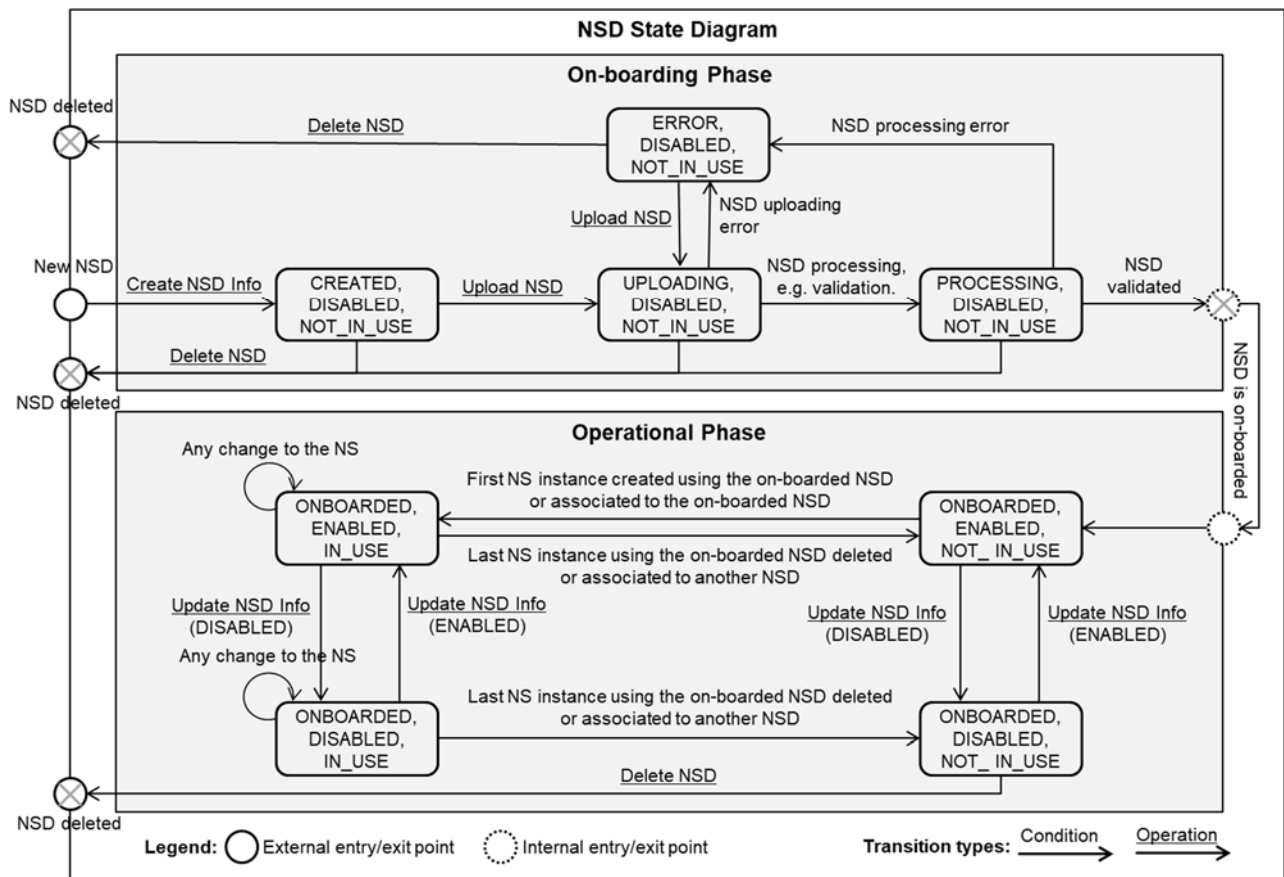 NSD State Diagram
On-boarding Phase
NSD deleted
Delete NSD
ERROR,
DISABLED,
NOT_IN_USE
NSD processing error
Upload NSD
NSD uploading
error
New NSD
Create NSD Info
CREATED,
DISABLED,
NOT_IN_USE
Upload NSD
UPLOADING,
DISABLED,
NOT_IN_USE
NSD processing,
e.g. validation.
PROCESSING,
DISABLED,
NOT_IN_USE
NSD
validated
Delete NSD
NSD deleted
NSD is on-boarded
Operational Phase
Any change to the NS
ONBOARDED,
ENABLED,
IN_USE
First NS instance created using the on-boarded NSD
or associated to the on-boarded NSD
Last NS instance using the on-boarded NSD deleted
or associated to another NSD
ONBOARDED,
ENABLED,
NOT_ IN_USE
Update NSD Info
(DISABLED)
Update NSD Info
(ENABLED)
Update NSD Info
(DISABLED)
Update NSD Info
(ENABLED)
Any change to the NS
ONBOARDED,
DISABLED,
IN_USE
Last NS instance using the on-boarded NSD deleted
or associated to another NSD
ONBOARDED,
DISABLED,
NOT_ IN_USE
Delete NSD
NSD deleted
Legend:
External entry/exit point
Internal entry/exit point
Transition types:
Condition
Operation